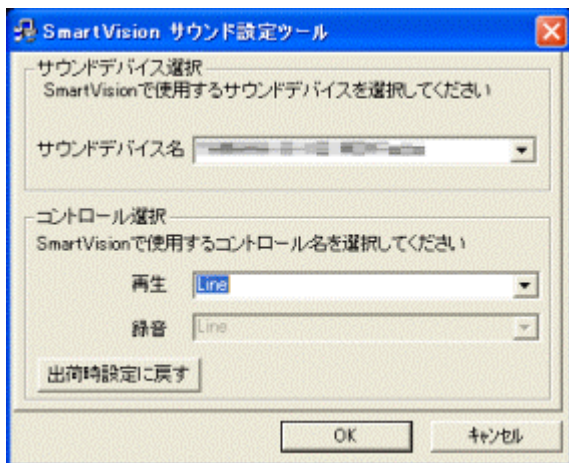 SmartVision サウンド設定ツール
サウンドデバイス選択
SmartVisionで使用するサウンドデバイスを選択してください
サウンドデバイス名
コントロール選択
SmartVisionで使用するコントロール名を選択してください
再生 Line
録音 Line
出荷時設定に戻す
OK キャンセル